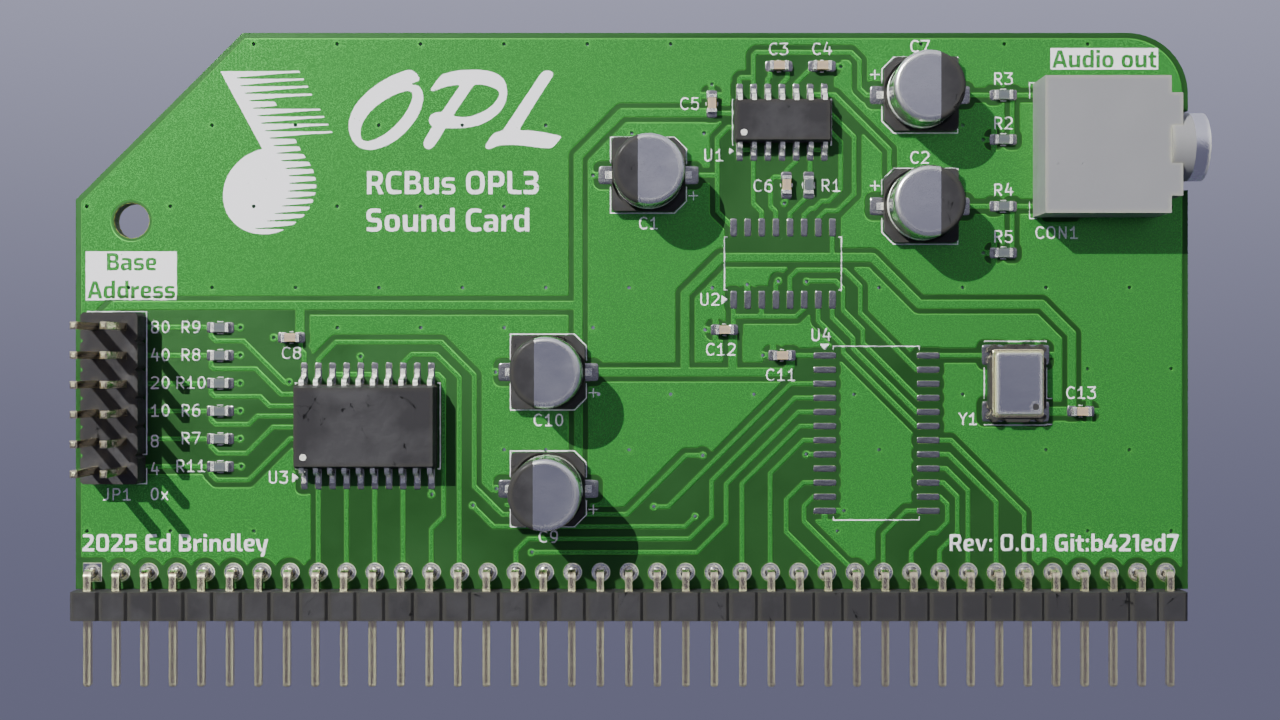 OPL
RCBus OPL3
Sound Card
Audio out
Base
Address
C3 C4 C7
C5 R3
R2
U1
C6 R1 C2
R4
C1 CON1
R5
U2
80 R9
C8
C12 U4
40 R8
C11
20 R10
C13
10 R6
C10 Y1
8 R7
4 R11
U3
JP1 0x
C9
2025 Ed Brindley
Rev: 0.0.1 Git:b421ed7